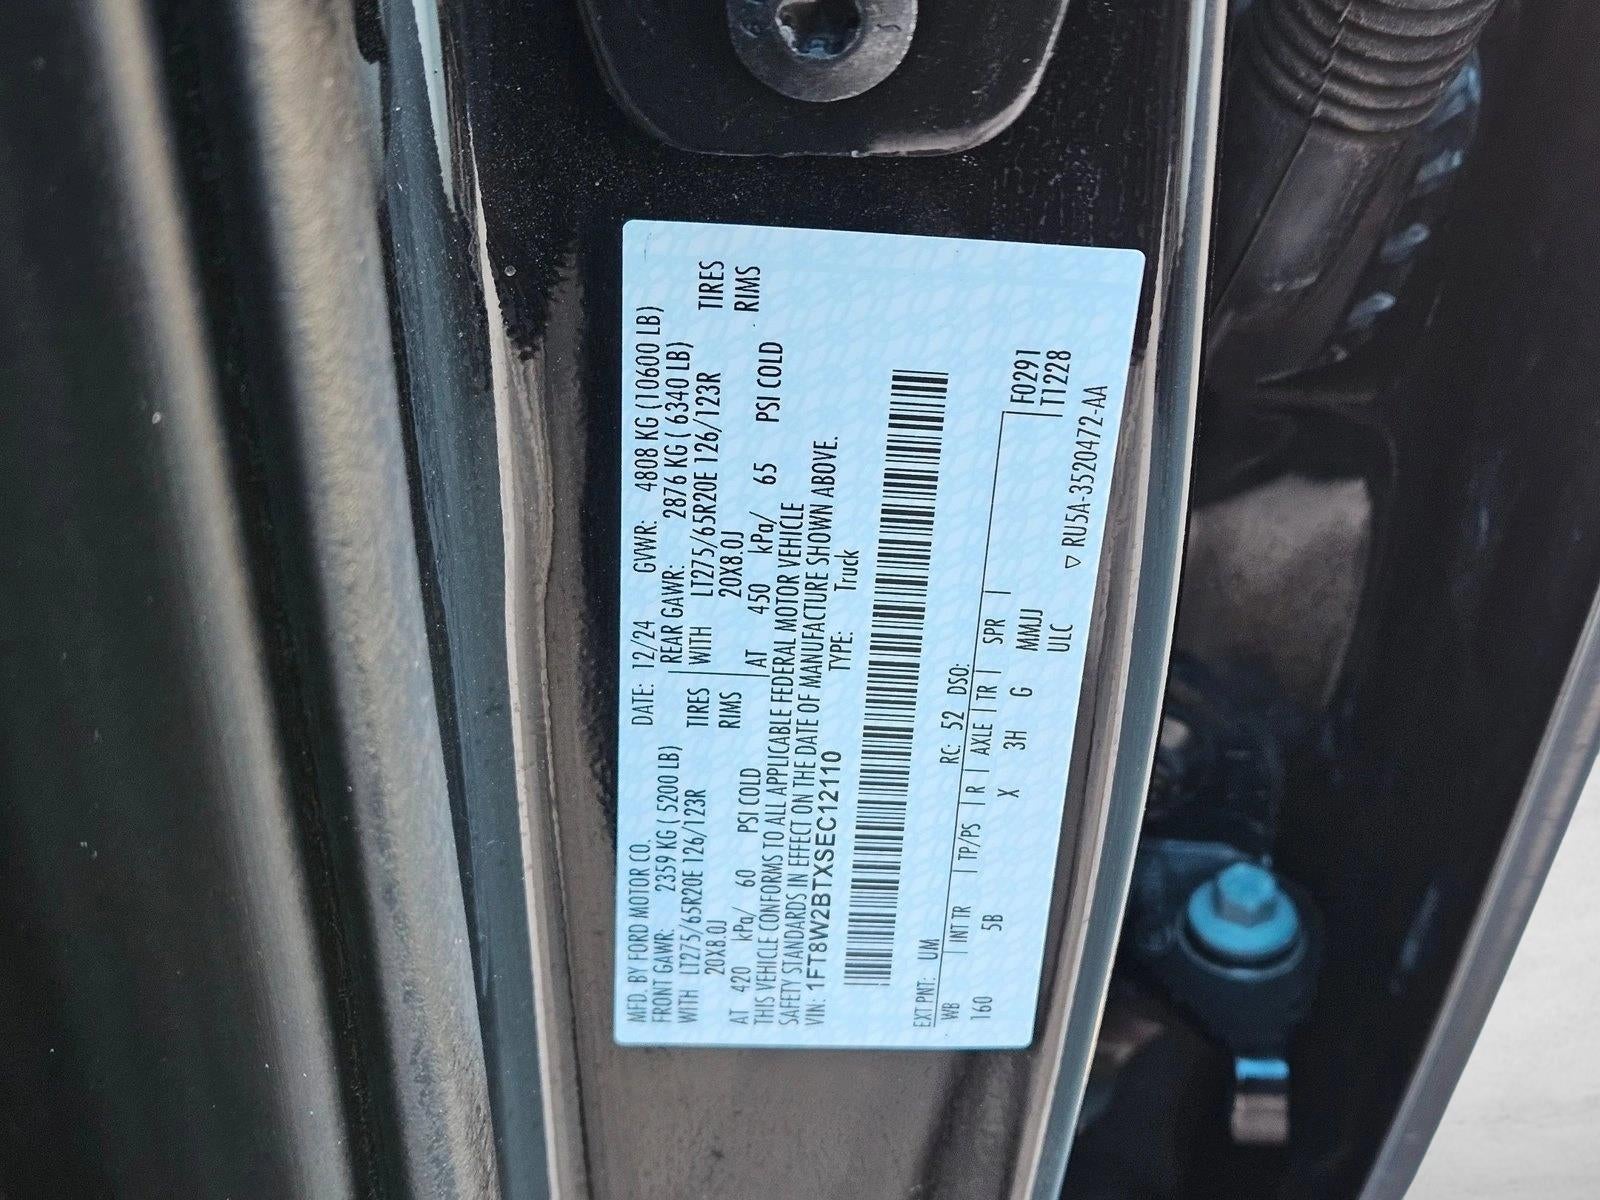 MFD. BY FORD MOTOR CO. DATE: 12/24 GVWR: 4808 KG (10600 LB)
FRONT GAWR: 2359 KG ( 5200 LB) REAR GAWR: 2876 KG ( 6340 LB)
WITH LT275/65R20E 126/123R TIRES WITH LT275/65R20E 126/123R TIRES
20X8.0J RIMS 20X8.0J RIMS
AT 420 kPa/ 60 PSI COLD AT 450 kPa/ 65 PSI COLD
THIS VEHICLE CONFORMS TO ALL APPLICABLE FEDERAL MOTOR VEHICLE
SAFETY STANDARDS IN EFFECT ON THE DATE OF MANUFACTURE SHOWN ABOVE.
VIN: 1FT8W2BTXSEC12110 TYPE: Truck
EXT PNT: UM RC: 52 DSO:
WB INT TR TP/PS R AXLE TR SPR F0291
160 5B X 3H G MMJJ T1228
ULC
▽ RU5A-3520472-AA